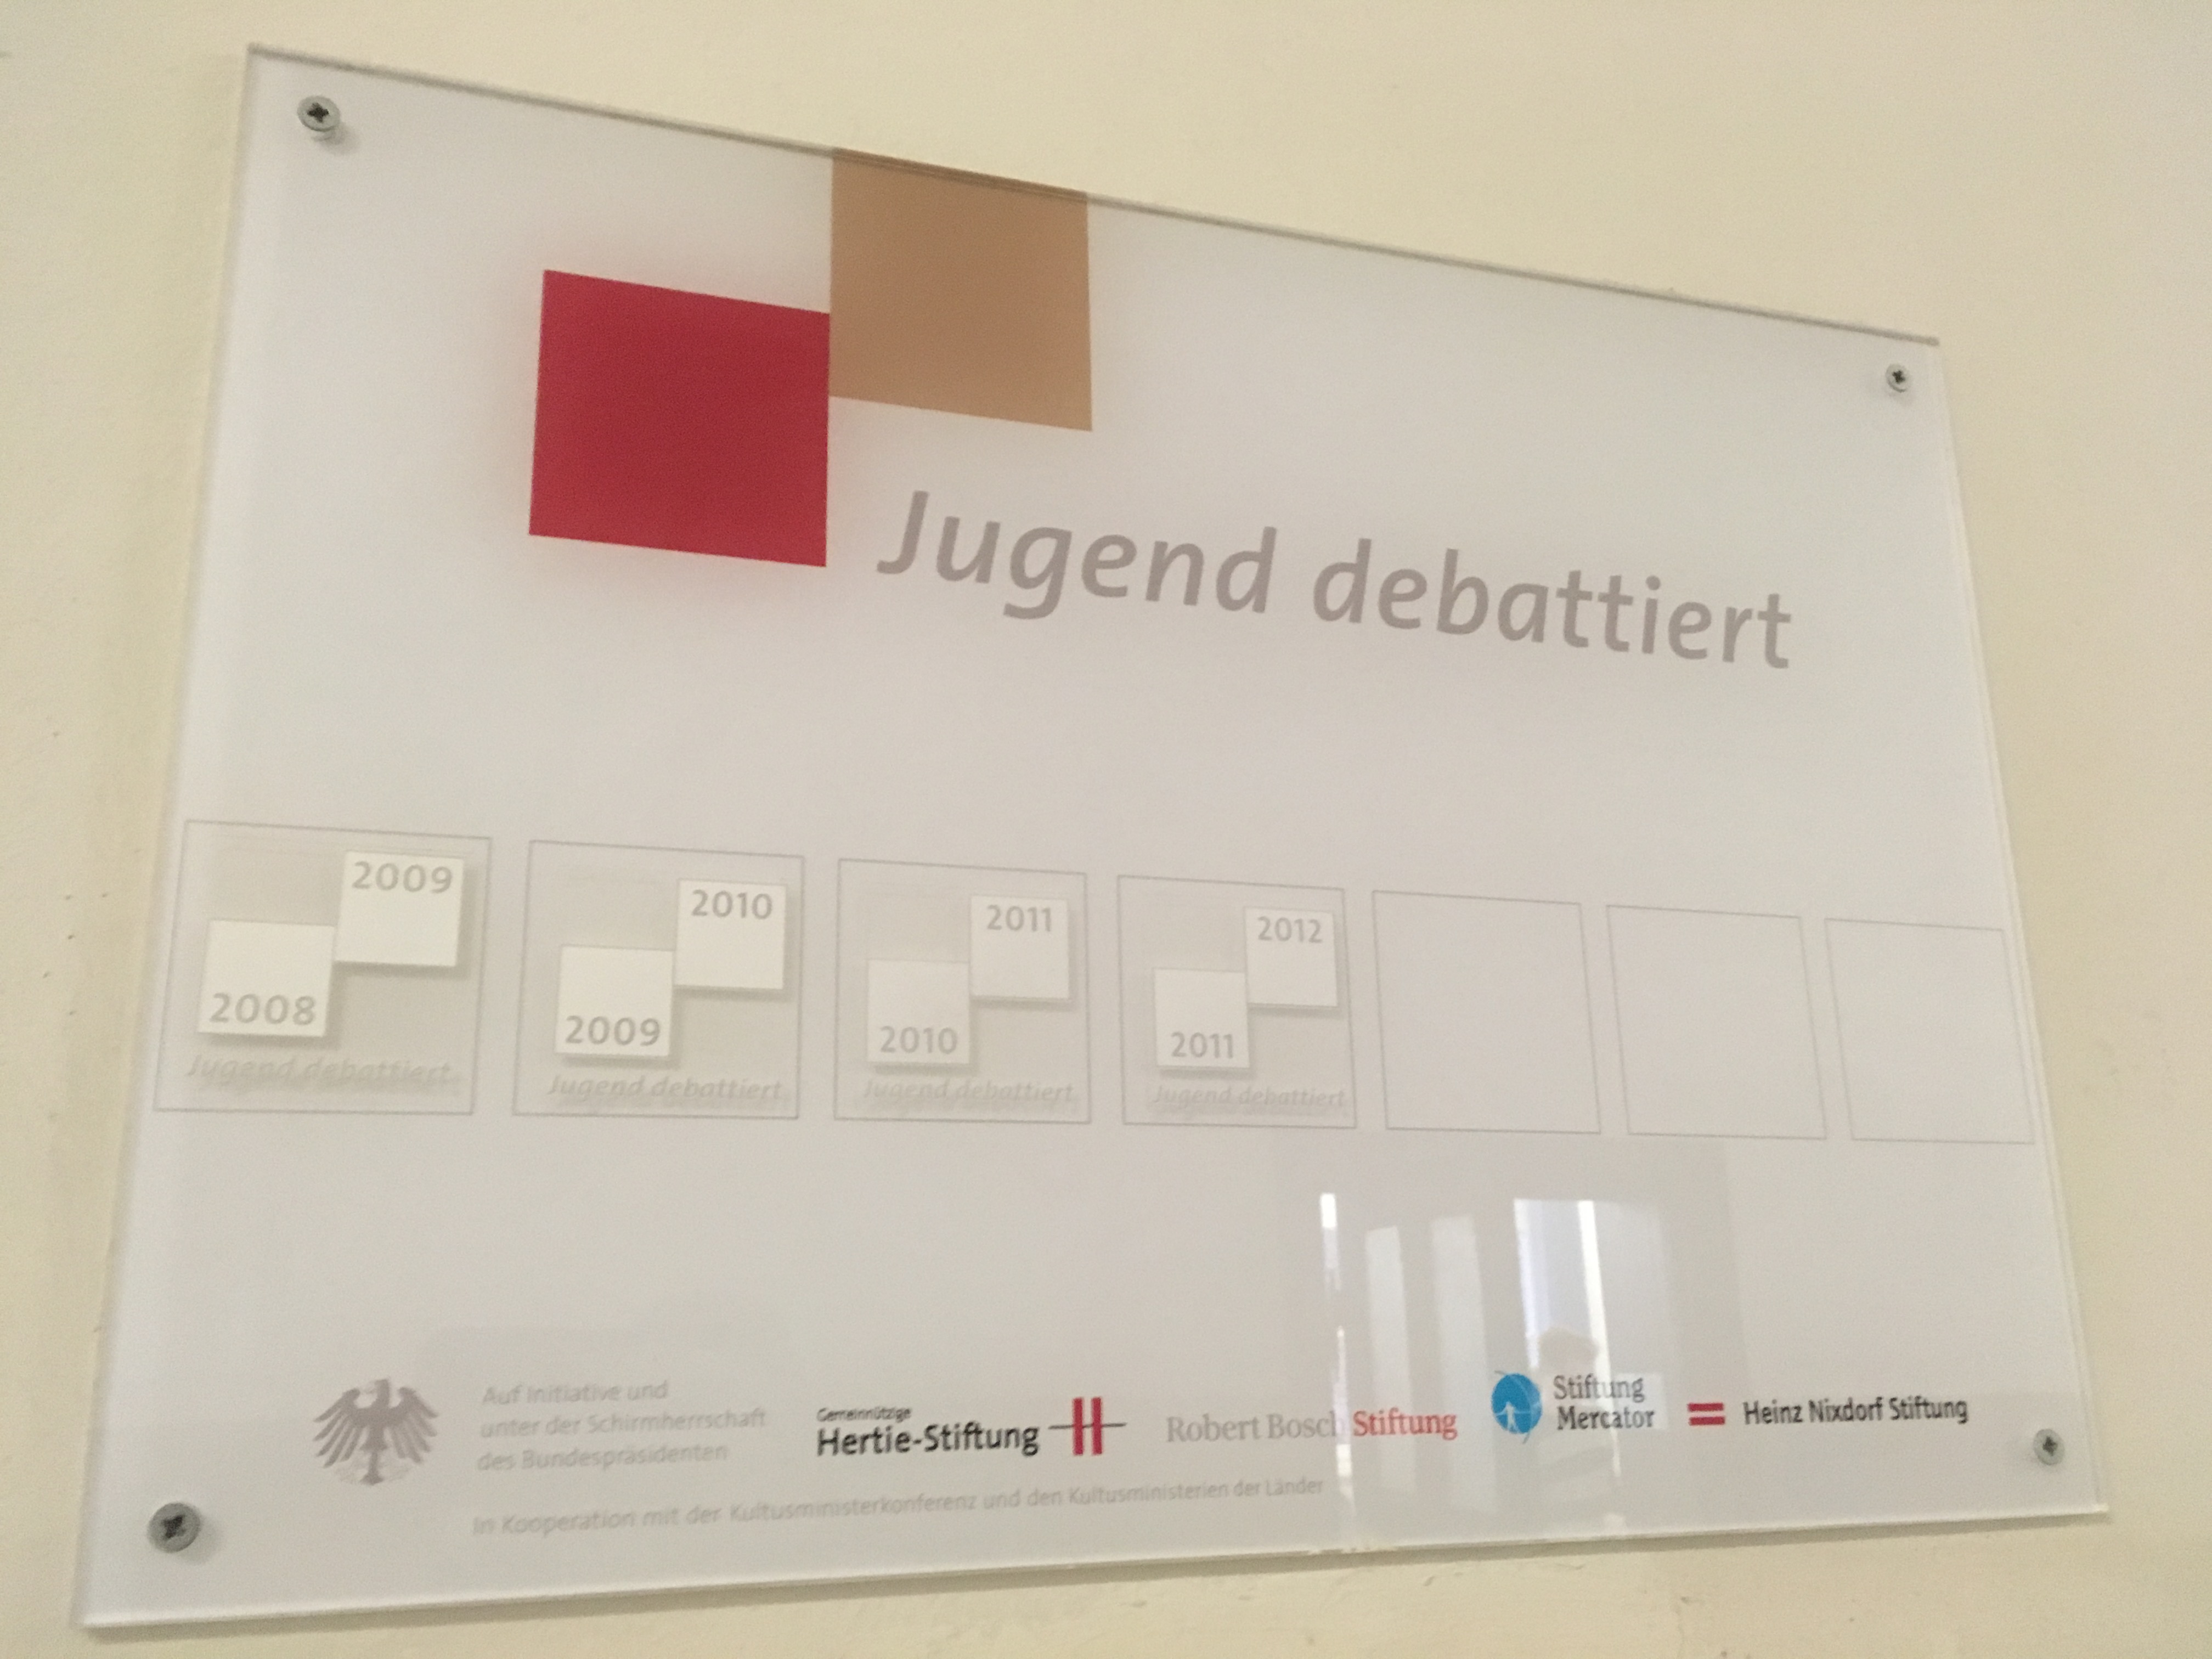 Jugend debattiert
2009
2008
Jugend debattiert
2010
2009
Jugend debattiert
2011
2010
Jugend debattiert
2012
2011
Jugend debattiert
Auf Initiative und
unter der Schirmherrschaft
des Bundespräsidenten
Gemeinnützige
Hertie-Stiftung
Robert Bosch Stiftung
Stiftung
Mercator
Heinz Nixdorf Stiftung
In Kooperation mit der Kultusministerkonferenz und den Kultusministerien der Länder